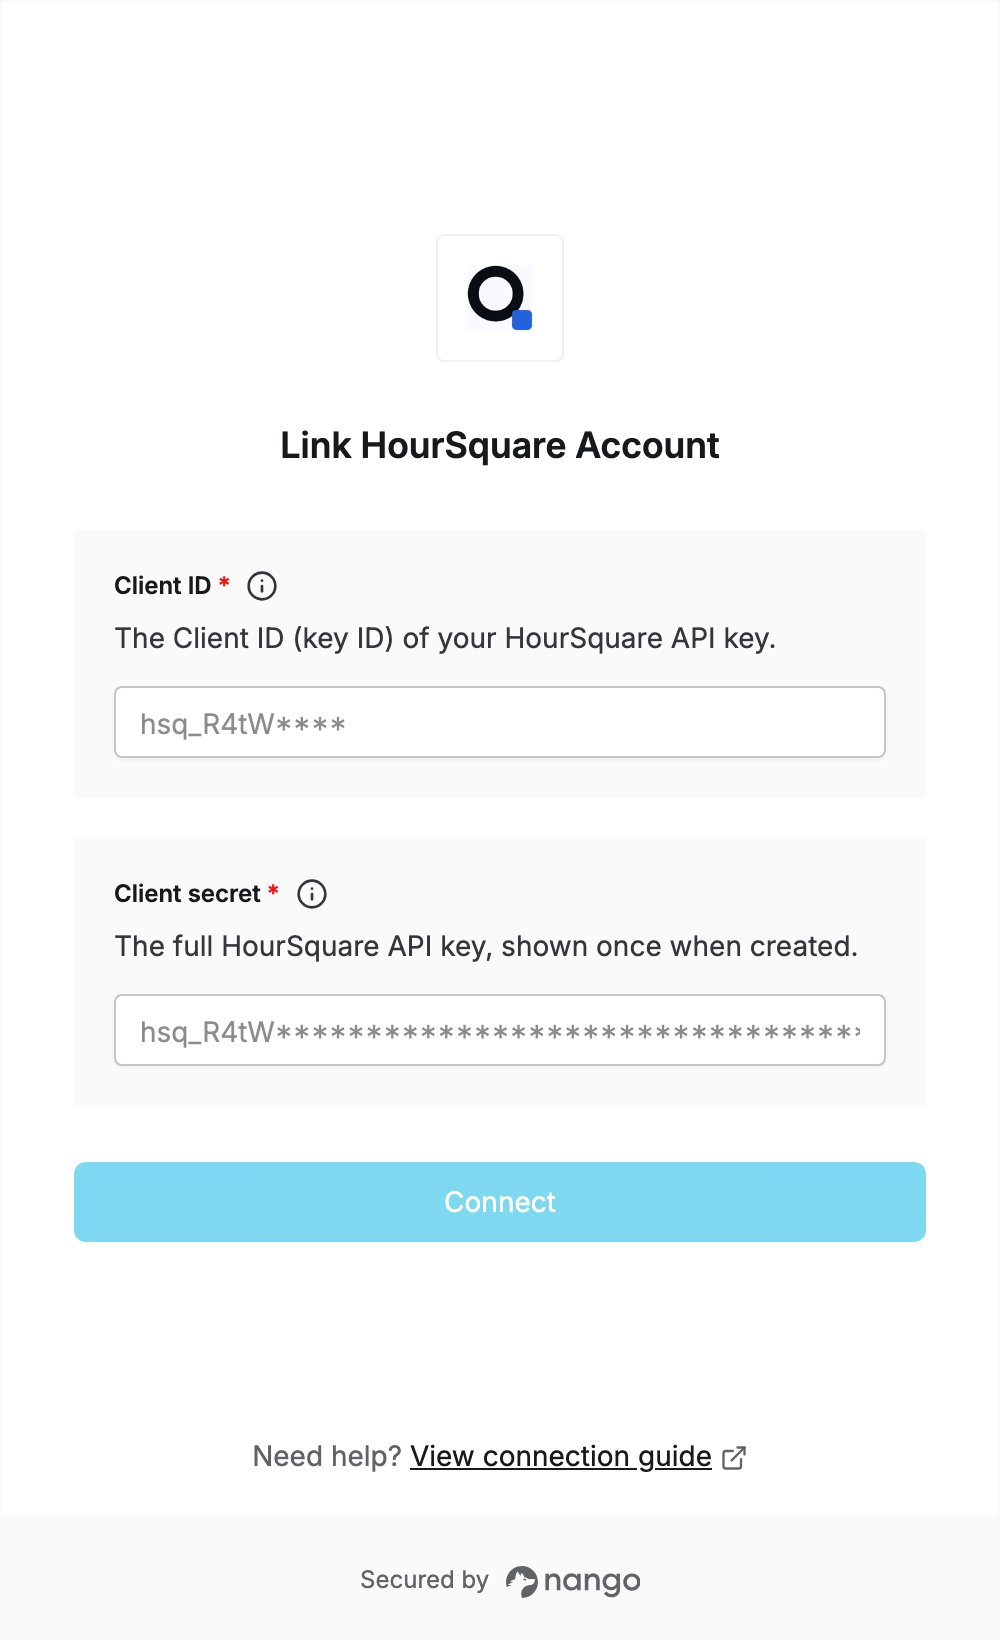 Link HourSquare Account
Client ID *
The Client ID (key ID) of your HourSquare API key.
hsq_R4tW****
Client secret *
The full HourSquare API key, shown once when created.
hsq_R4tW********************************
Connect
Need help? View connection guide
Secured by nango